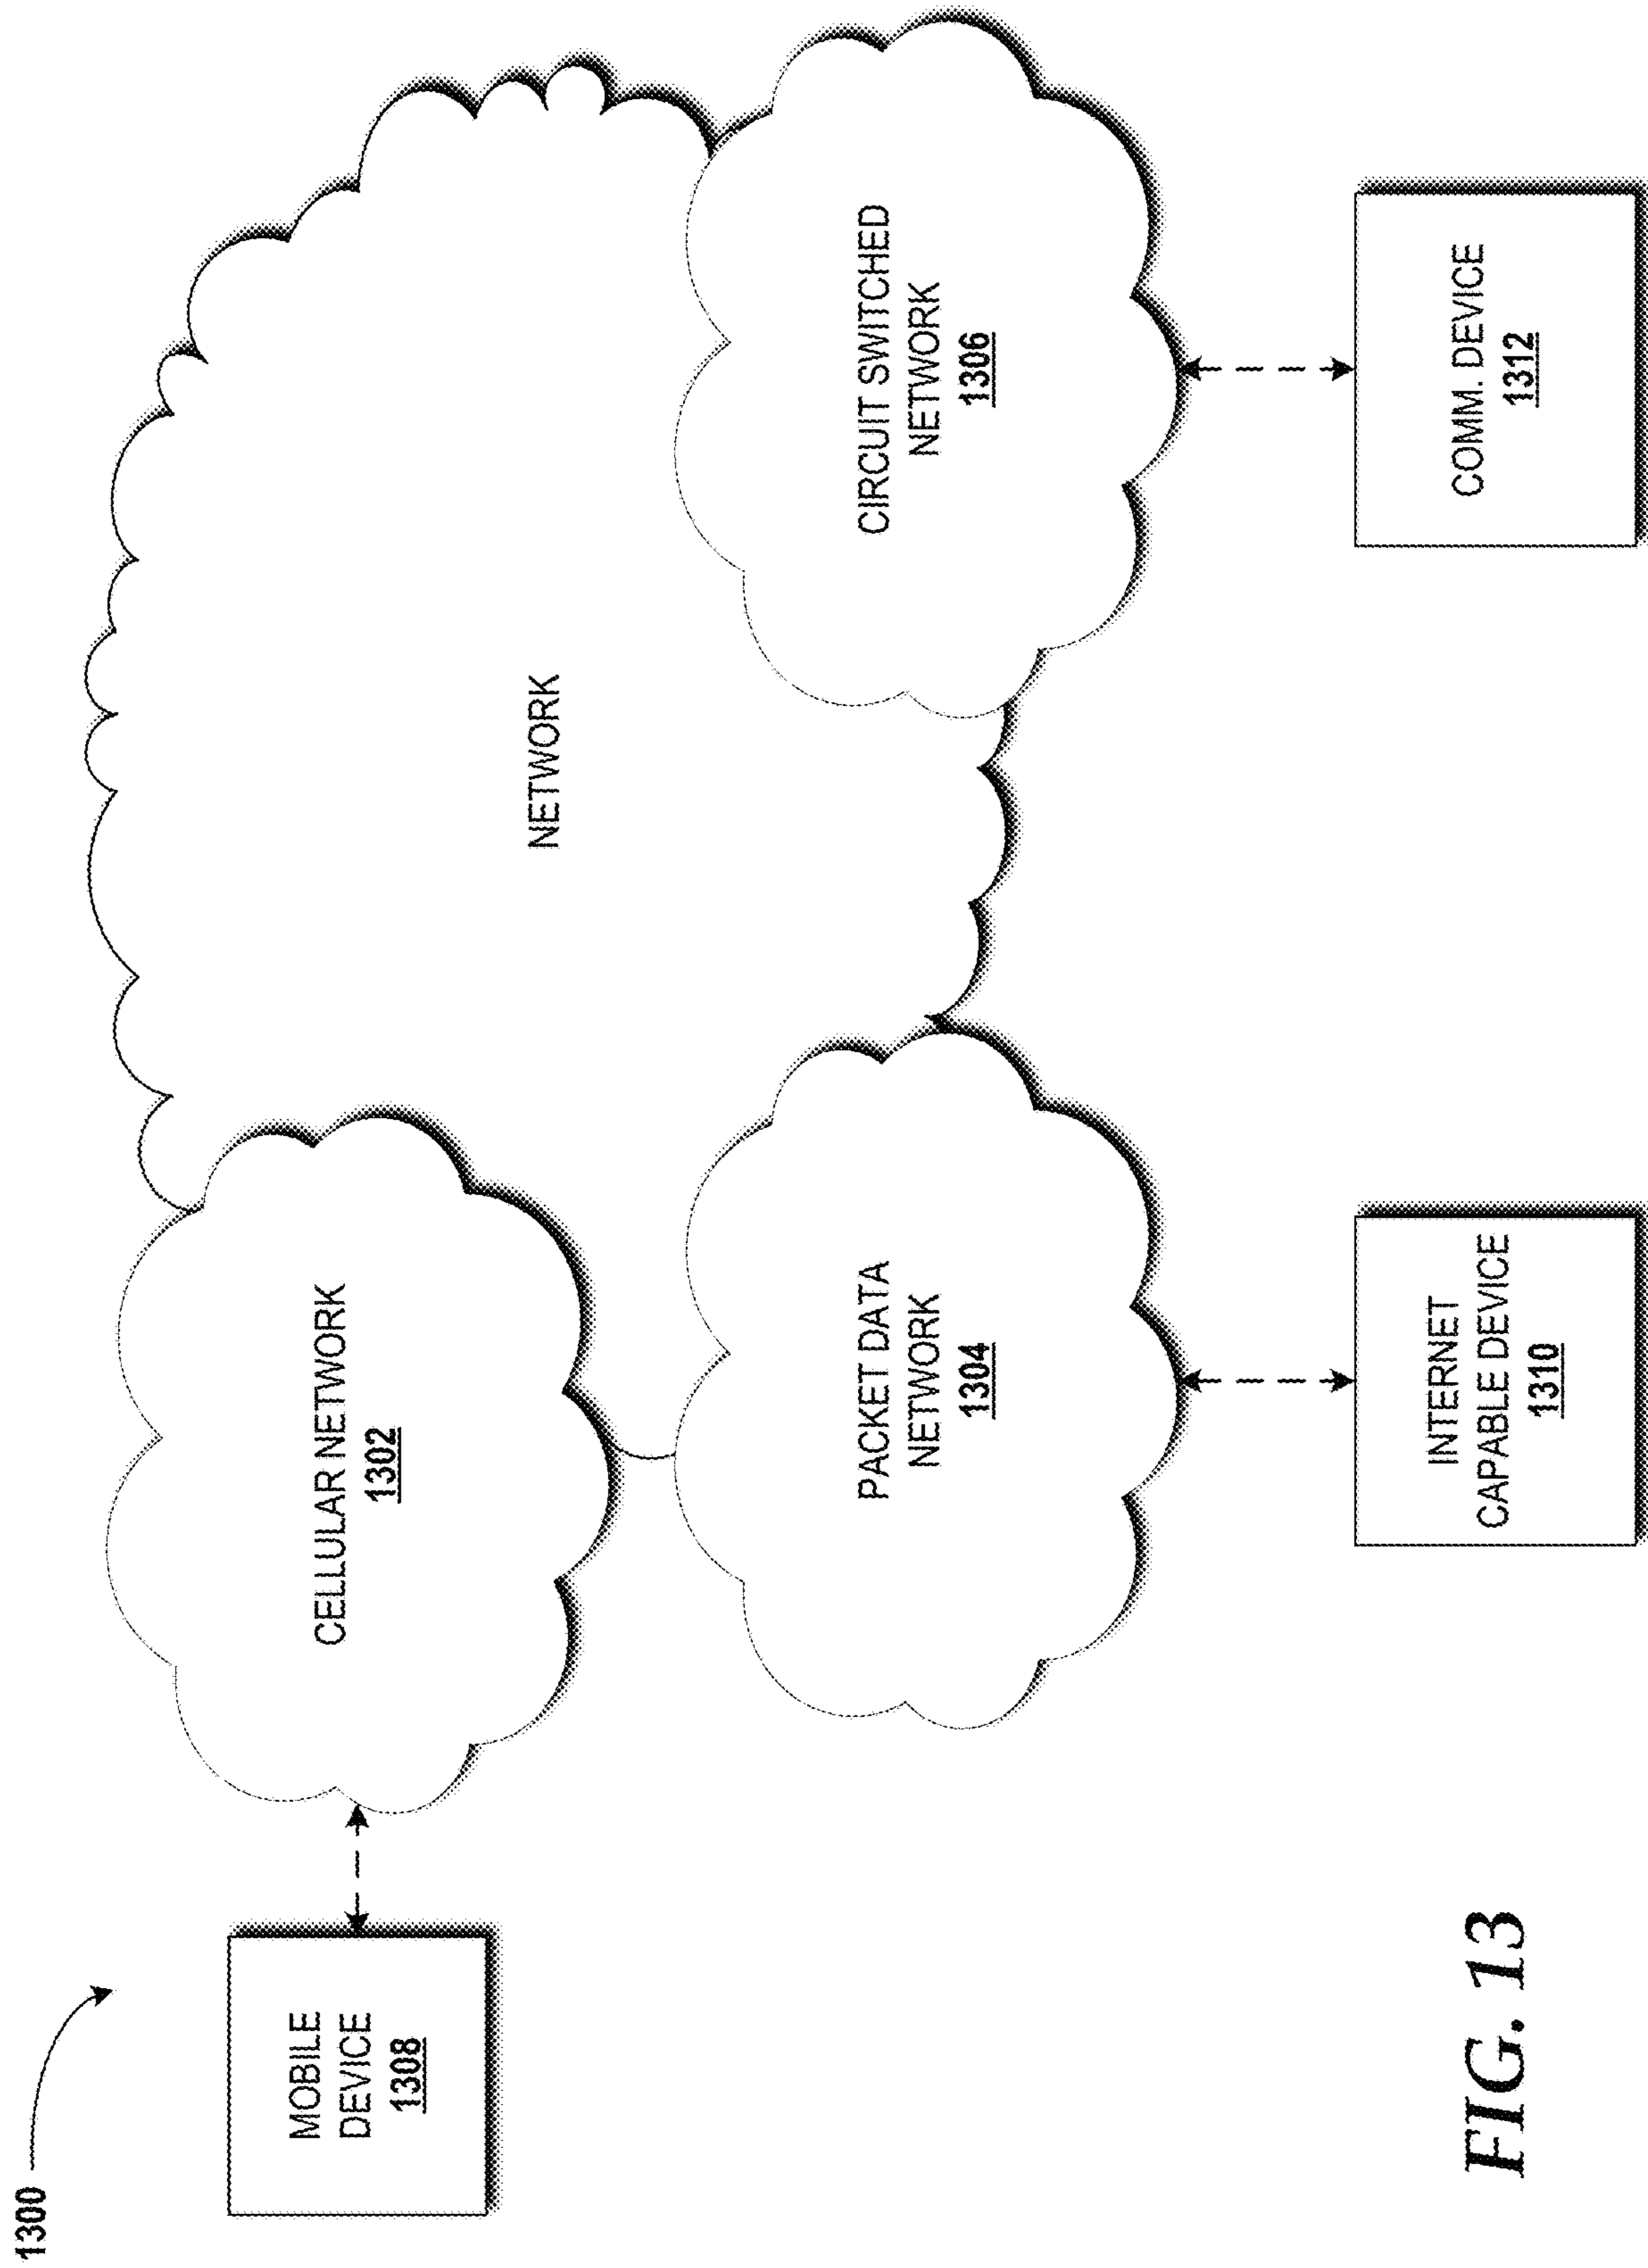 1300
MOBILE
DEVICE
1308
CELLULAR NETWORK
1302
NETWORK
PACKET DATA
NETWORK
1304
CIRCUIT SWITCHED
NETWORK
1306
INTERNET
CAPABLE DEVICE
1310
COMM. DEVICE
1312
FIG. 13